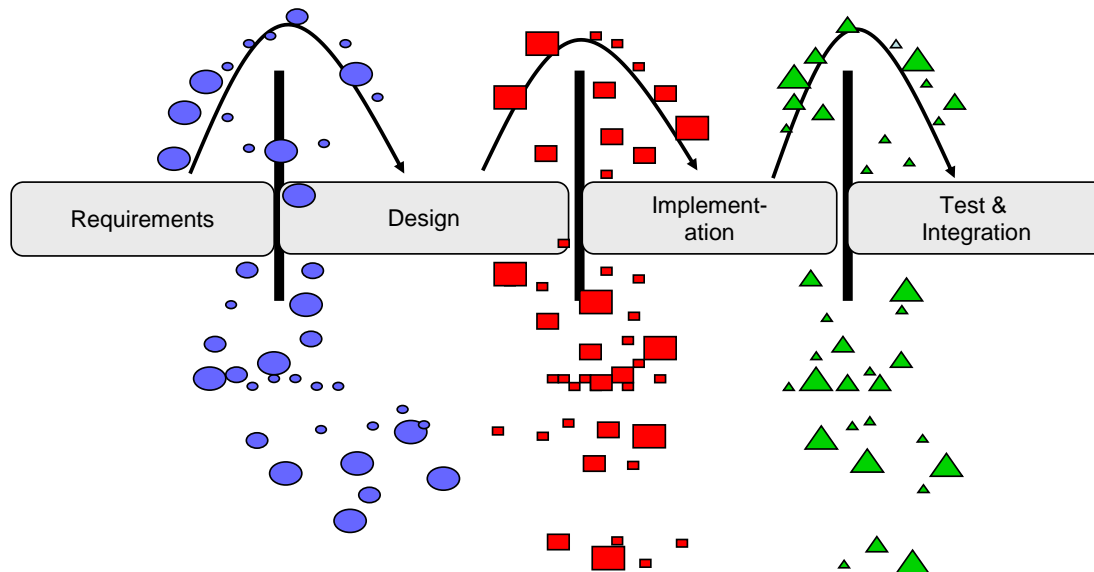 Requirements
Design
Implement-
ation
Test &
Integration